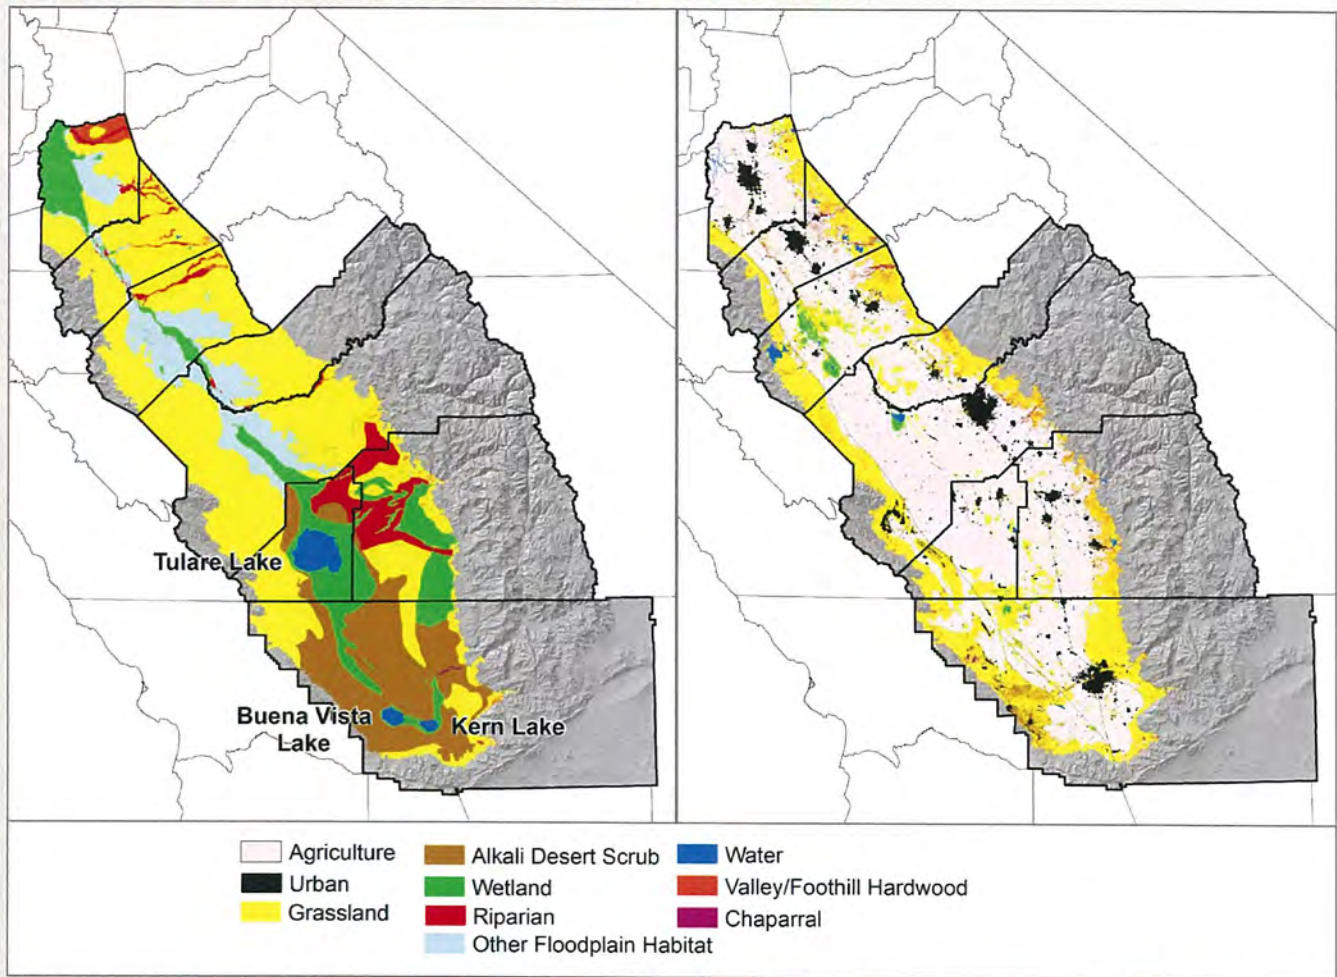 Tulare Lake
Buena Vista
Lake
Kern Lake
Agriculture
Urban
Grassland
Alkali Desert Scrub
Wetland
Riparian
Other Floodplain Habitat
Water
Valley/Foothill Hardwood
Chaparral